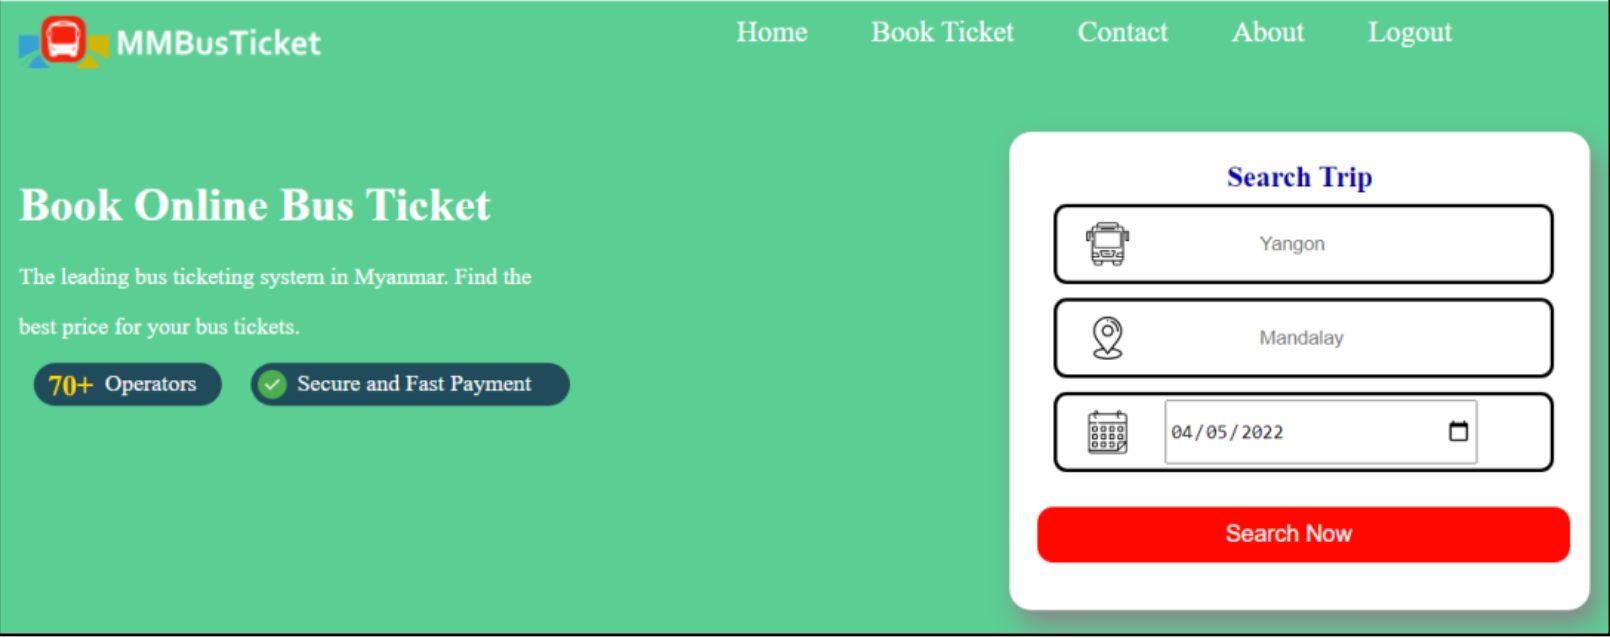 MMBusTicket
Home Book Ticket Contact About Logout
Book Online Bus Ticket
The leading bus ticketing system in Myanmar. Find the
best price for your bus tickets.
70+ Operators
Secure and Fast Payment
Search Trip
Yangon
Mandalay
04/05/2022
Search Now